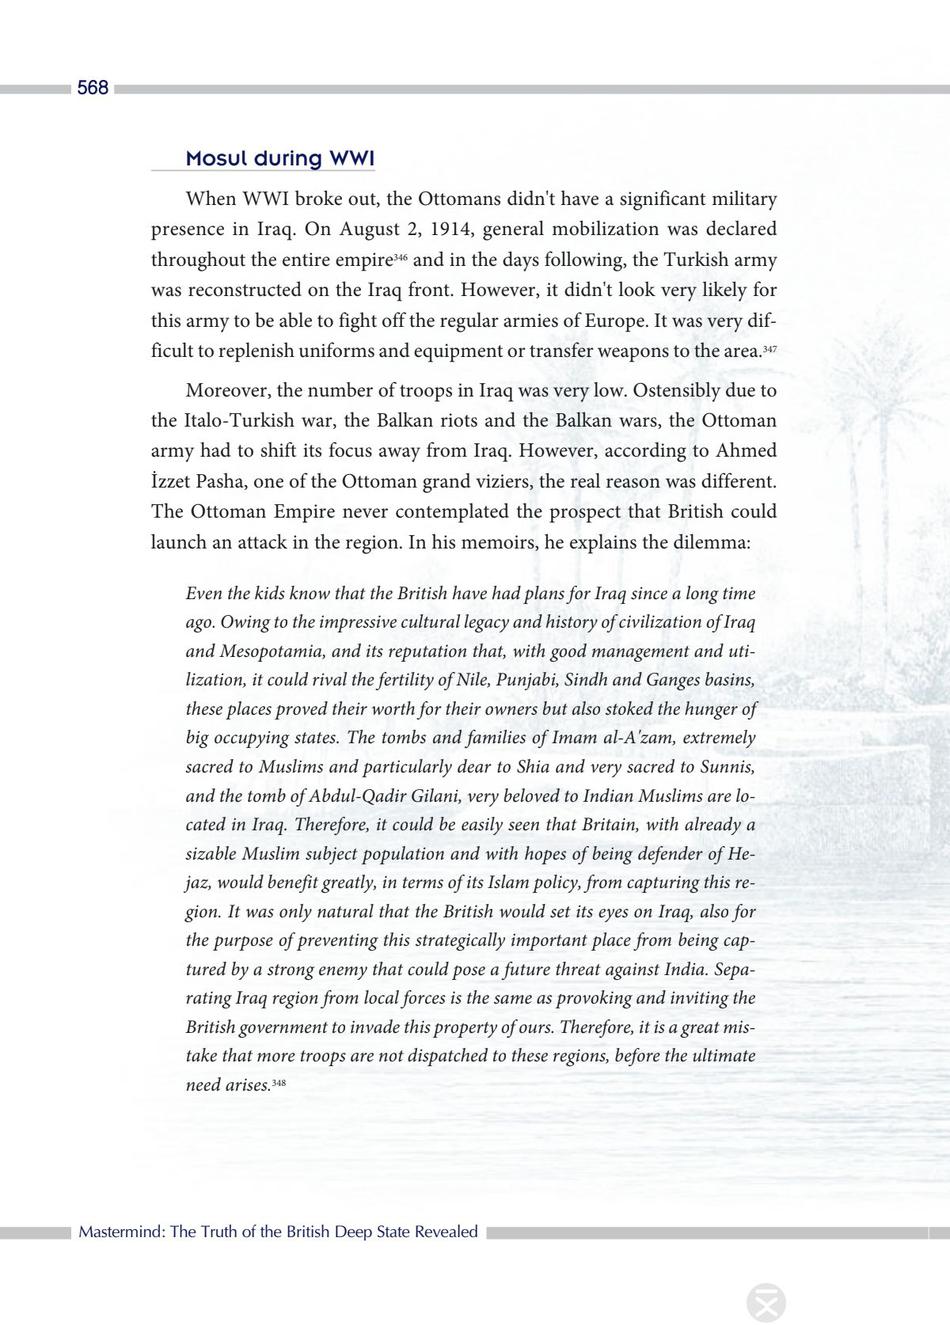 568
Mosul during WWI
When WWI broke out, the Ottomans didn't have a significant military
presence in Iraq. On August 2, 1914, general mobilization was declared
throughout the entire empire346 and in the days following, the Turkish army
was reconstructed on the Iraq front. However, it didn't look very likely for
this army to be able to fight off the regular armies of Europe. It was very dif-
ficult to replenish uniforms and equipment or transfer weapons to the area.347
Moreover, the number of troops in Iraq was very low. Ostensibly due to
the Italo-Turkish war, the Balkan riots and the Balkan wars, the Ottoman
army had to shift its focus away from Iraq. However, according to Ahmed
İzzet Pasha, one of the Ottoman grand viziers, the real reason was different.
The Ottoman Empire never contemplated the prospect that British could
launch an attack in the region. In his memoirs, he explains the dilemma:
Even the kids know that the British have had plans for Iraq since a long time
ago. Owing to the impressive cultural legacy and history of civilization of Iraq
and Mesopotamia, and its reputation that, with good management and uti-
lization, it could rival the fertility of Nile, Punjabi, Sindh and Ganges basins,
these places proved their worth for their owners but also stoked the hunger of
big occupying states. The tombs and families of Imam al-A'zam, extremely
sacred to Muslims and particularly dear to Shia and very sacred to Sunnis,
and the tomb of Abdul-Qadir Gilani, very beloved to Indian Muslims are lo-
cated in Iraq. Therefore, it could be easily seen that Britain, with already a
sizable Muslim subject population and with hopes of being defender of He-
jaz, would benefit greatly, in terms of its Islam policy, from capturing this re-
gion. It was only natural that the British would set its eyes on Iraq, also for
the purpose of preventing this strategically important place from being cap-
tured by a strong enemy that could pose a future threat against India. Sepa-
rating Iraq region from local forces is the same as provoking and inviting the
British government to invade this property of ours. Therefore, it is a great mis-
take that more troops are not dispatched to these regions, before the ultimate
need arises.348
Mastermind: The Truth of the British Deep State Revealed